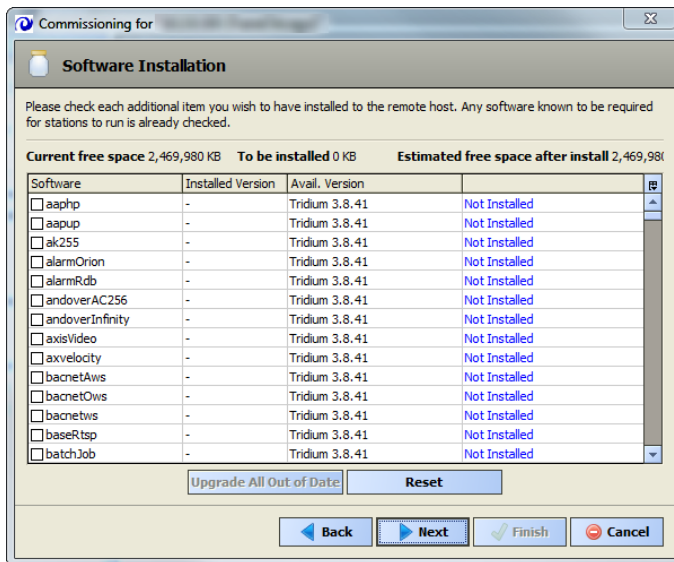 Commissioning for
Software Installation
Please check each additional item you wish to have installed to the remote host. Any software known to be required
for stations to run is already checked.
Current free space 2,469,980 KB To be installed 0 KB Estimated free space after install 2,469,980
Software Installed Version Avail. Version
aaphp - Tridium 3.8.41 Not Installed
aapup - Tridium 3.8.41 Not Installed
ak255 - Tridium 3.8.41 Not Installed
alarmOrion - Tridium 3.8.41 Not Installed
alarmRdb - Tridium 3.8.41 Not Installed
andoverAC256 - Tridium 3.8.41 Not Installed
andoverInfinity - Tridium 3.8.41 Not Installed
axisVideo - Tridium 3.8.41 Not Installed
axvelocity - Tridium 3.8.41 Not Installed
bacnetAws - Tridium 3.8.41 Not Installed
bacnetOws - Tridium 3.8.41 Not Installed
bacnetws - Tridium 3.8.41 Not Installed
baseRtsp - Tridium 3.8.41 Not Installed
batchJob - Tridium 3.8.41 Not Installed
Upgrade All Out of Date Reset
Back Next Finish Cancel